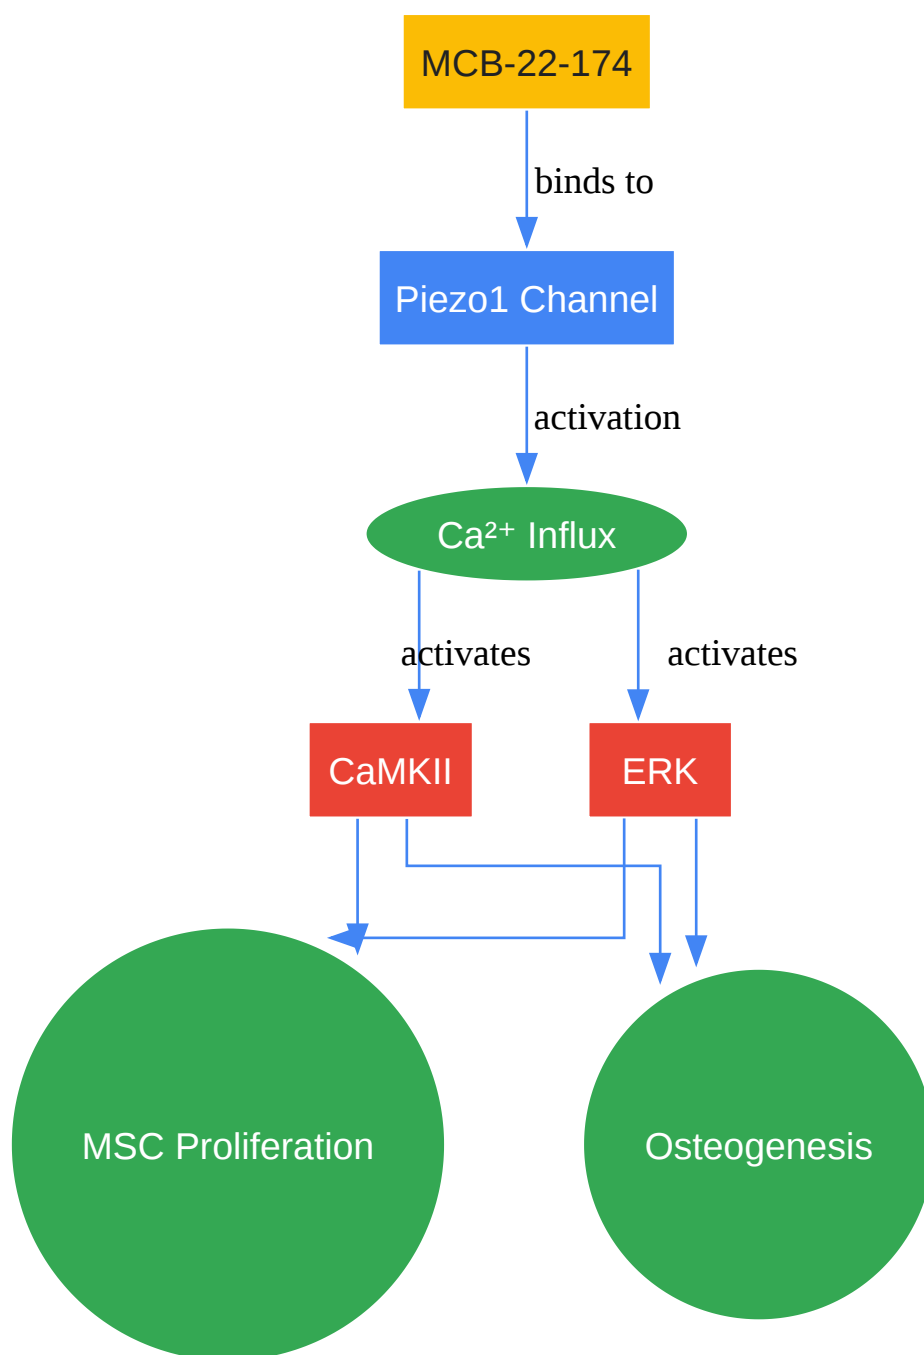 MCB-22-174
binds to
Piezo1 Channel
activation
Ca²⁺ Influx
activates
activates
CaMKII
ERK
MSC Proliferation
Osteogenesis